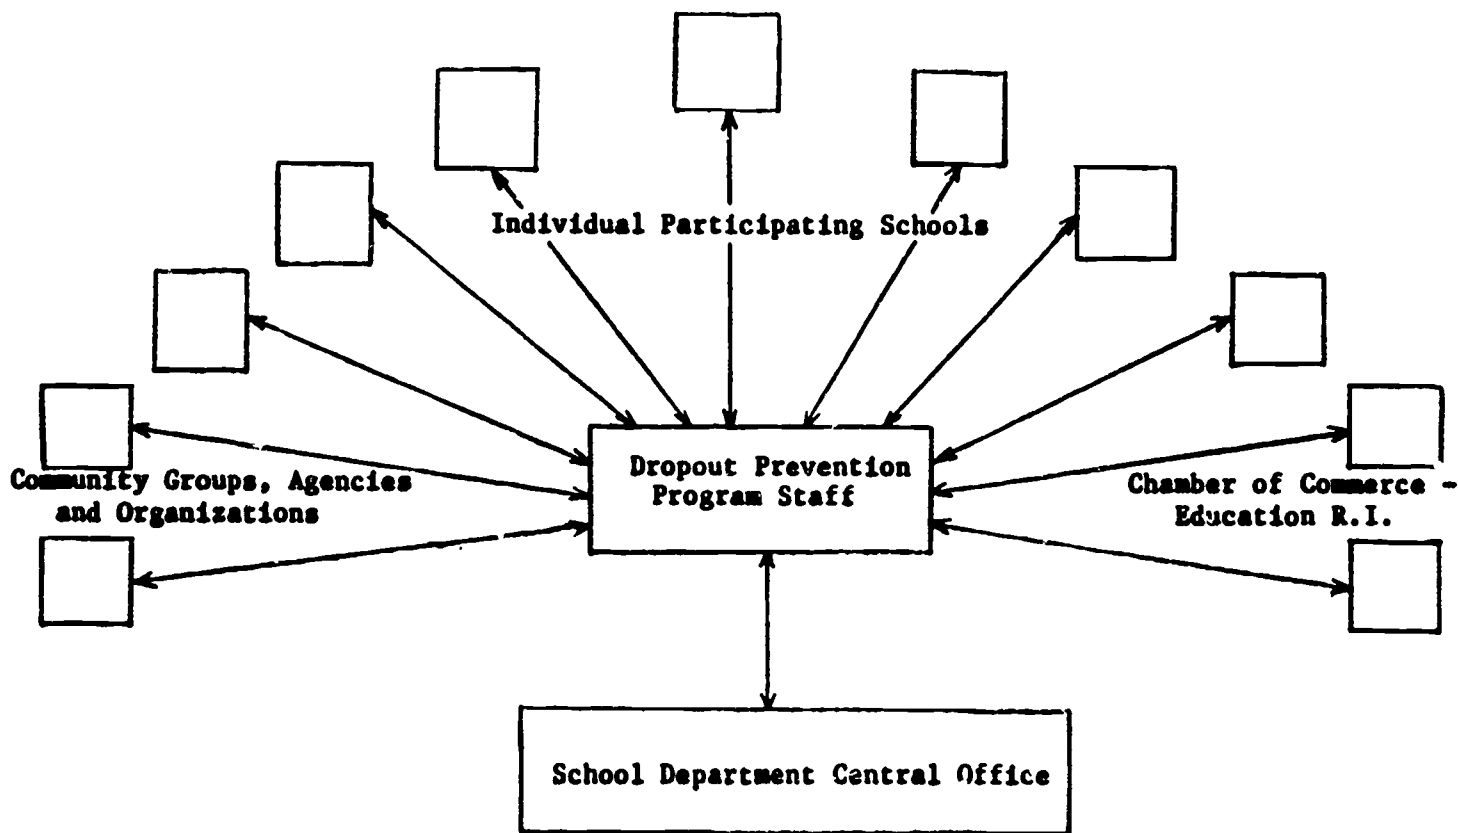 Individual Participating Schools
Dropout Prevention
Program Staff
Community Groups, Agencies
and Organizations
Chamber of Commerce -
Education R.I.
School Department Central Office